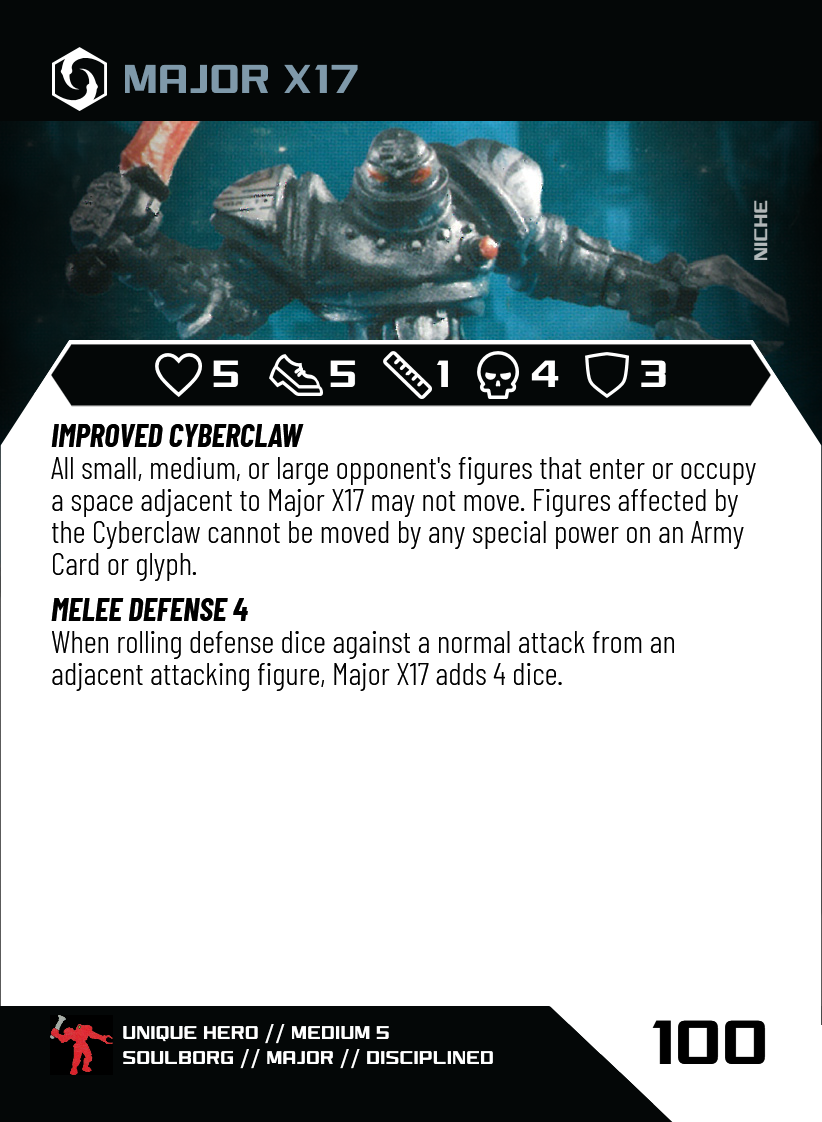 MAJOR X17
NICHE
5 5 1 4 3
IMPROVED CYBERCLAW
All small, medium, or large opponent's figures that enter or occupy
a space adjacent to Major X17 may not move. Figures affected by
the Cyberclaw cannot be moved by any special power on an Army
Card or glyph.
MELEE DEFENSE 4
When rolling defense dice against a normal attack from an
adjacent attacking figure, Major X17 adds 4 dice.
UNIQUE HERO // MEDIUM 5
SOULBORG // MAJOR // DISCIPLINED
100